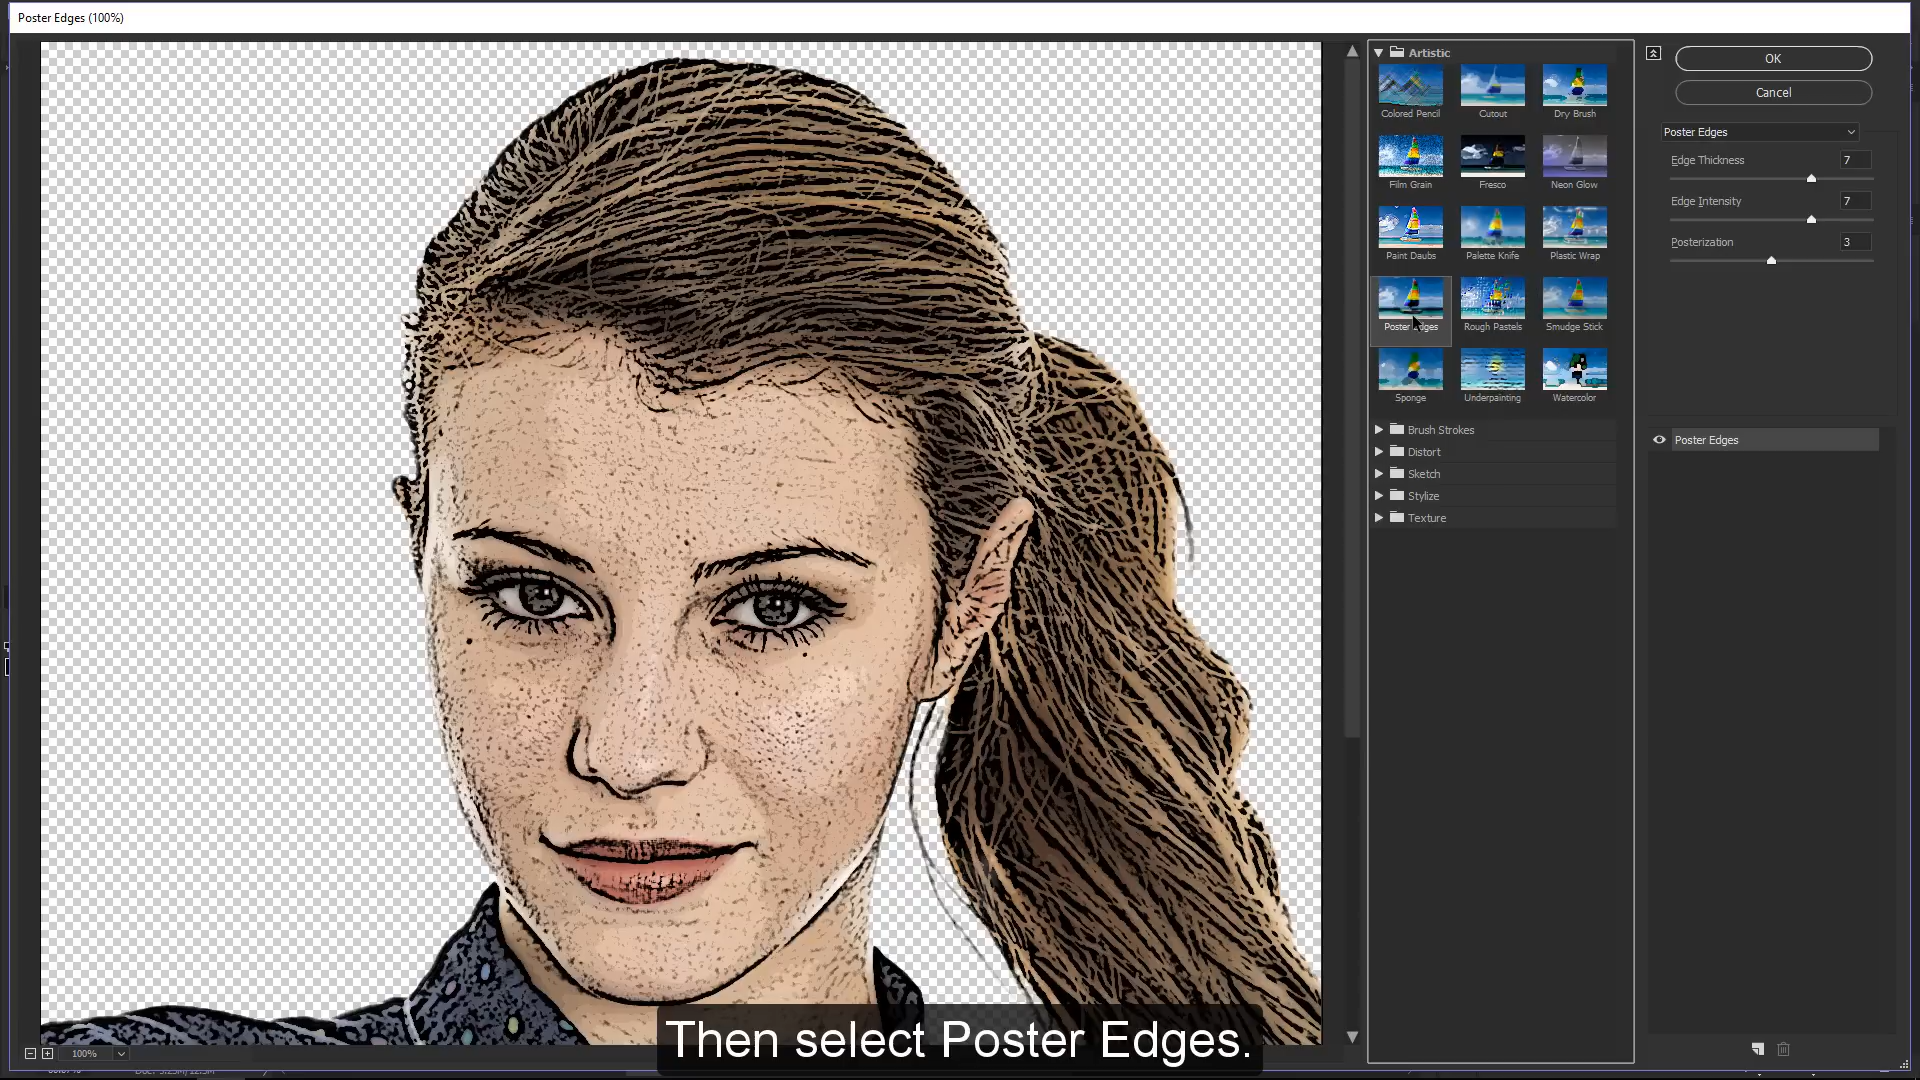 Poster Edges (100%)
Artistic
Colored Pencil
Cutout
Dry Brush
Film Grain
Fresco
Neon Glow
Paint Daubs
Palette Knife
Plastic Wrap
Poster Edges
Rough Pastels
Smudge Stick
Sponge
Underpainting
Watercolor
Brush Strokes
Distort
Sketch
Stylize
Texture
OK
Cancel
Poster Edges
Edge Thickness 7
Edge Intensity 7
Posterization 3
Poster Edges
100%
Then select Poster Edges.